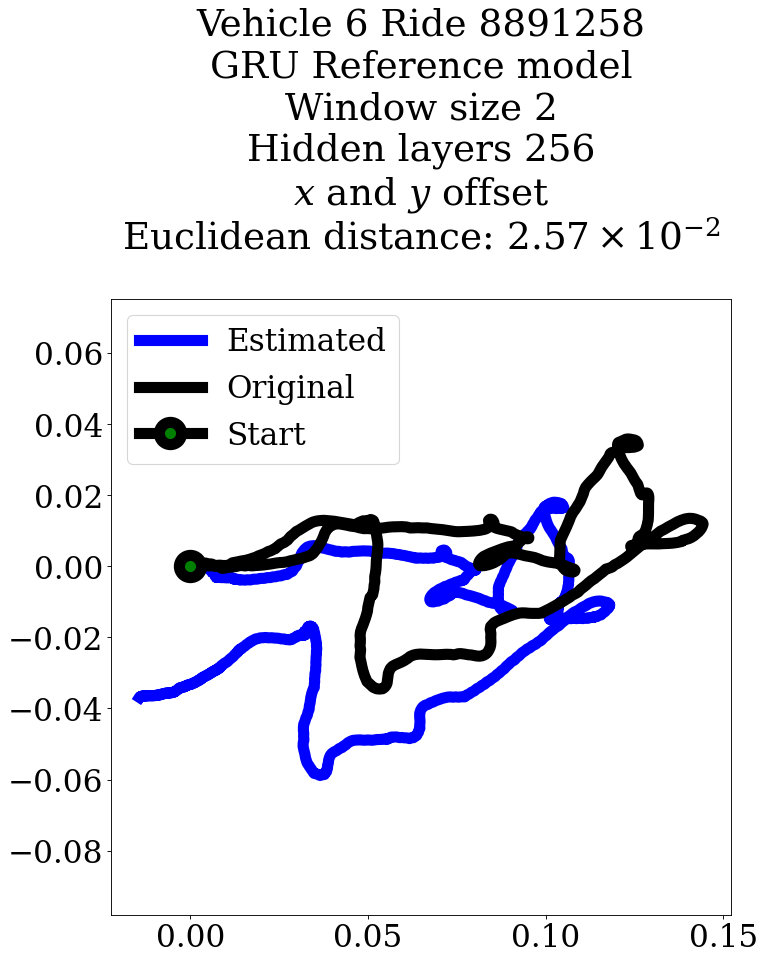 Vehicle 6 Ride 8891258
GRU Reference model
Window size 2
Hidden layers 256
x and y offset
Euclidean distance: 2.57 × 10⁻²
Estimated
Original
Start
0.06
0.04
0.02
0.00
−0.02
−0.04
−0.06
−0.08
0.00 0.05 0.10 0.15